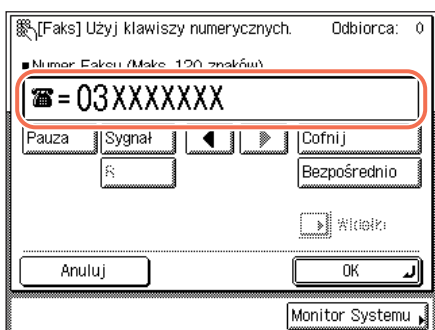 [Faks] Użyj klawiszy numerycznych. Odbiorca: 0
Numer Faksu (Maks. 120 znaków)
= 03XXXXXXX
Pauza Sygnał Cofnij
R Bezpośrednio
Widełki
Anuluj OK
Monitor Systemu